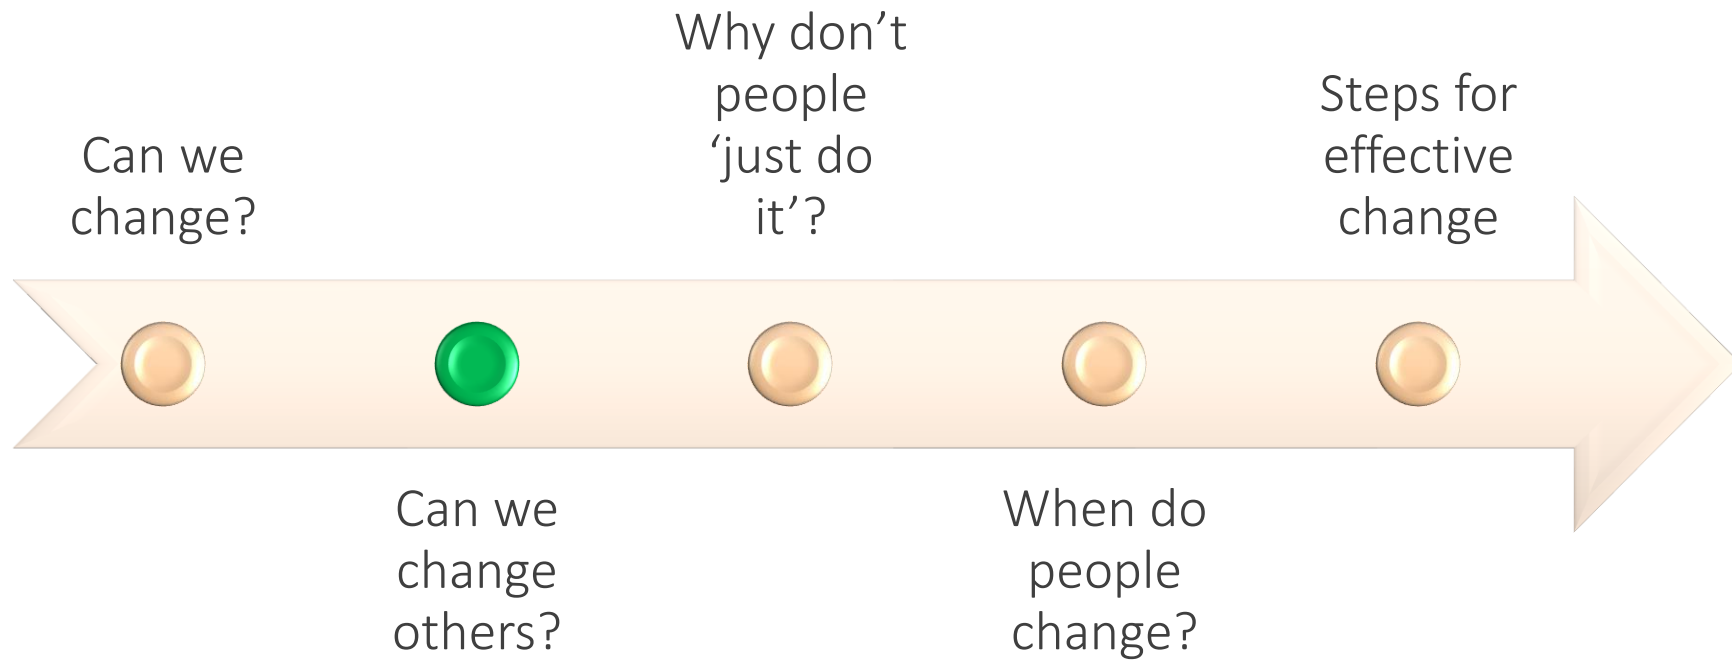 Can we
change?
Can we
change
others?
Why don’t
people
‘just do
it’?
When do
people
change?
Steps for
effective
change